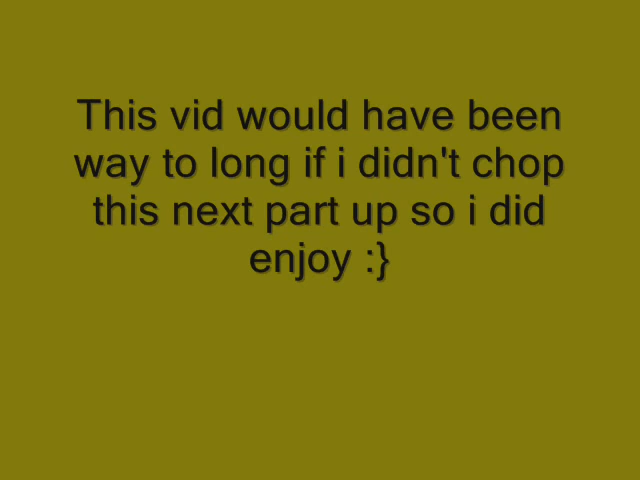 This vid would have been
way to long if i didn't chop
this next part up so i did
enjoy :}